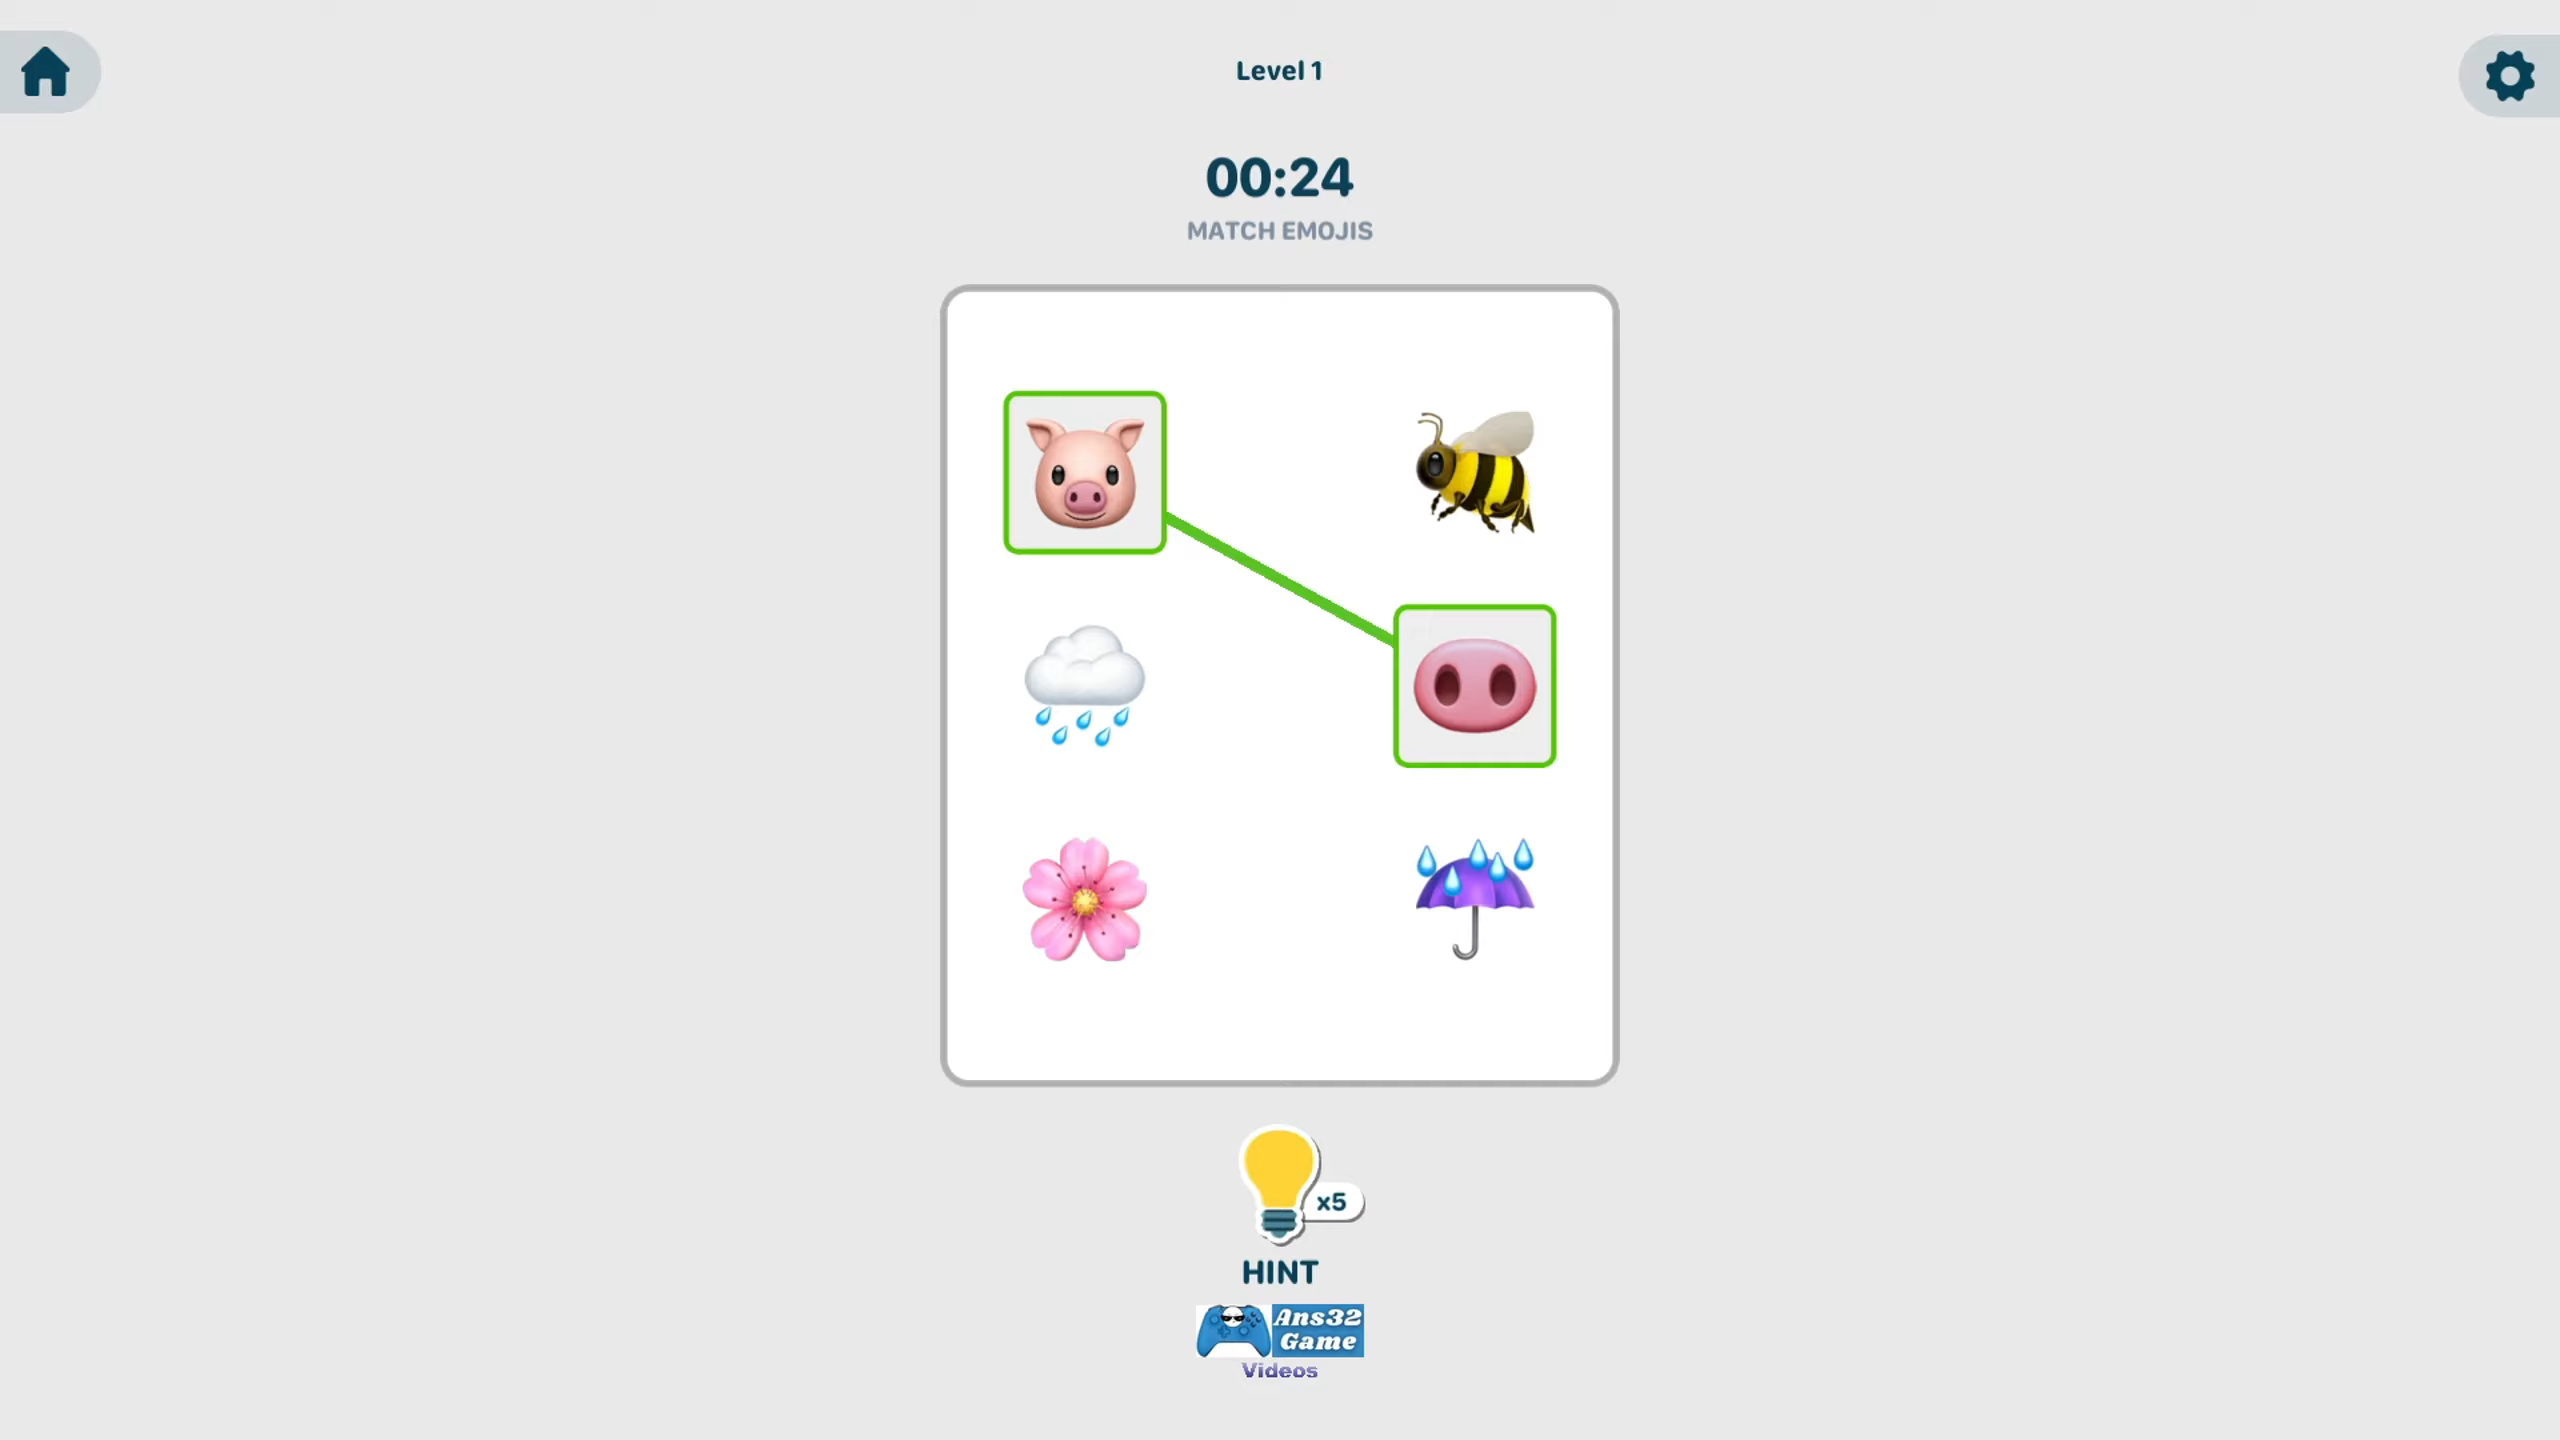 Level 1
00:24
MATCH EMOJIS
x5
HINT
Ans32
Game
Videos